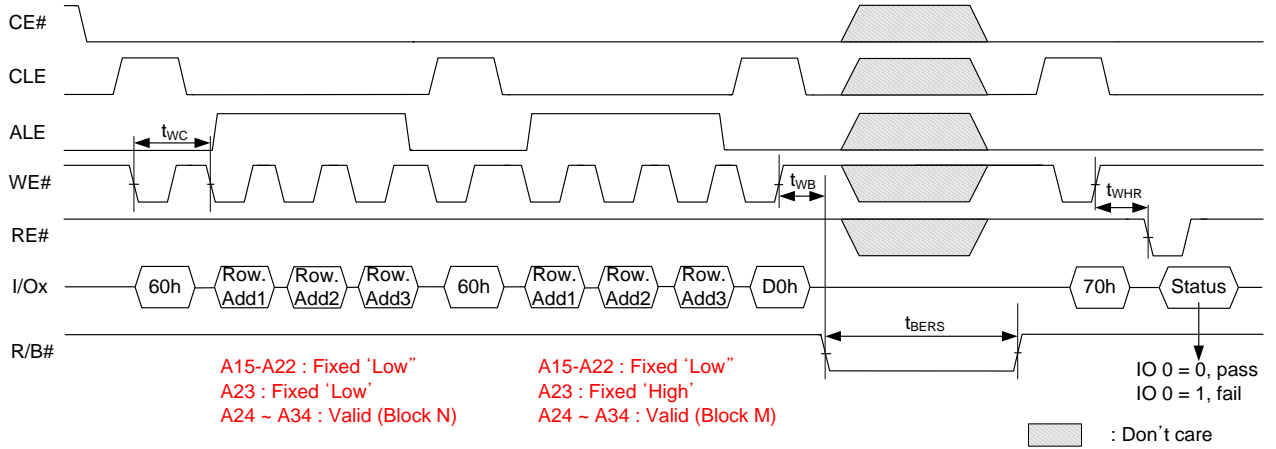 CE#
CLE
ALE
tWC
WE#
tWB
tWHR
RE#
I/Ox
60h
Row. Add1
Row. Add2
Row. Add3
60h
Row. Add1
Row. Add2
Row. Add3
D0h
70h
Status
tBERS
R/B#
A15-A22 : Fixed ‘Low”
A23 : Fixed ‘Low’
A24 ~ A34 : Valid (Block N)
A15-A22 : Fixed ‘Low”
A23 : Fixed ‘High’
A24 ~ A34 : Valid (Block M)
IO 0 = 0, pass
IO 0 = 1, fail
: Don’t care